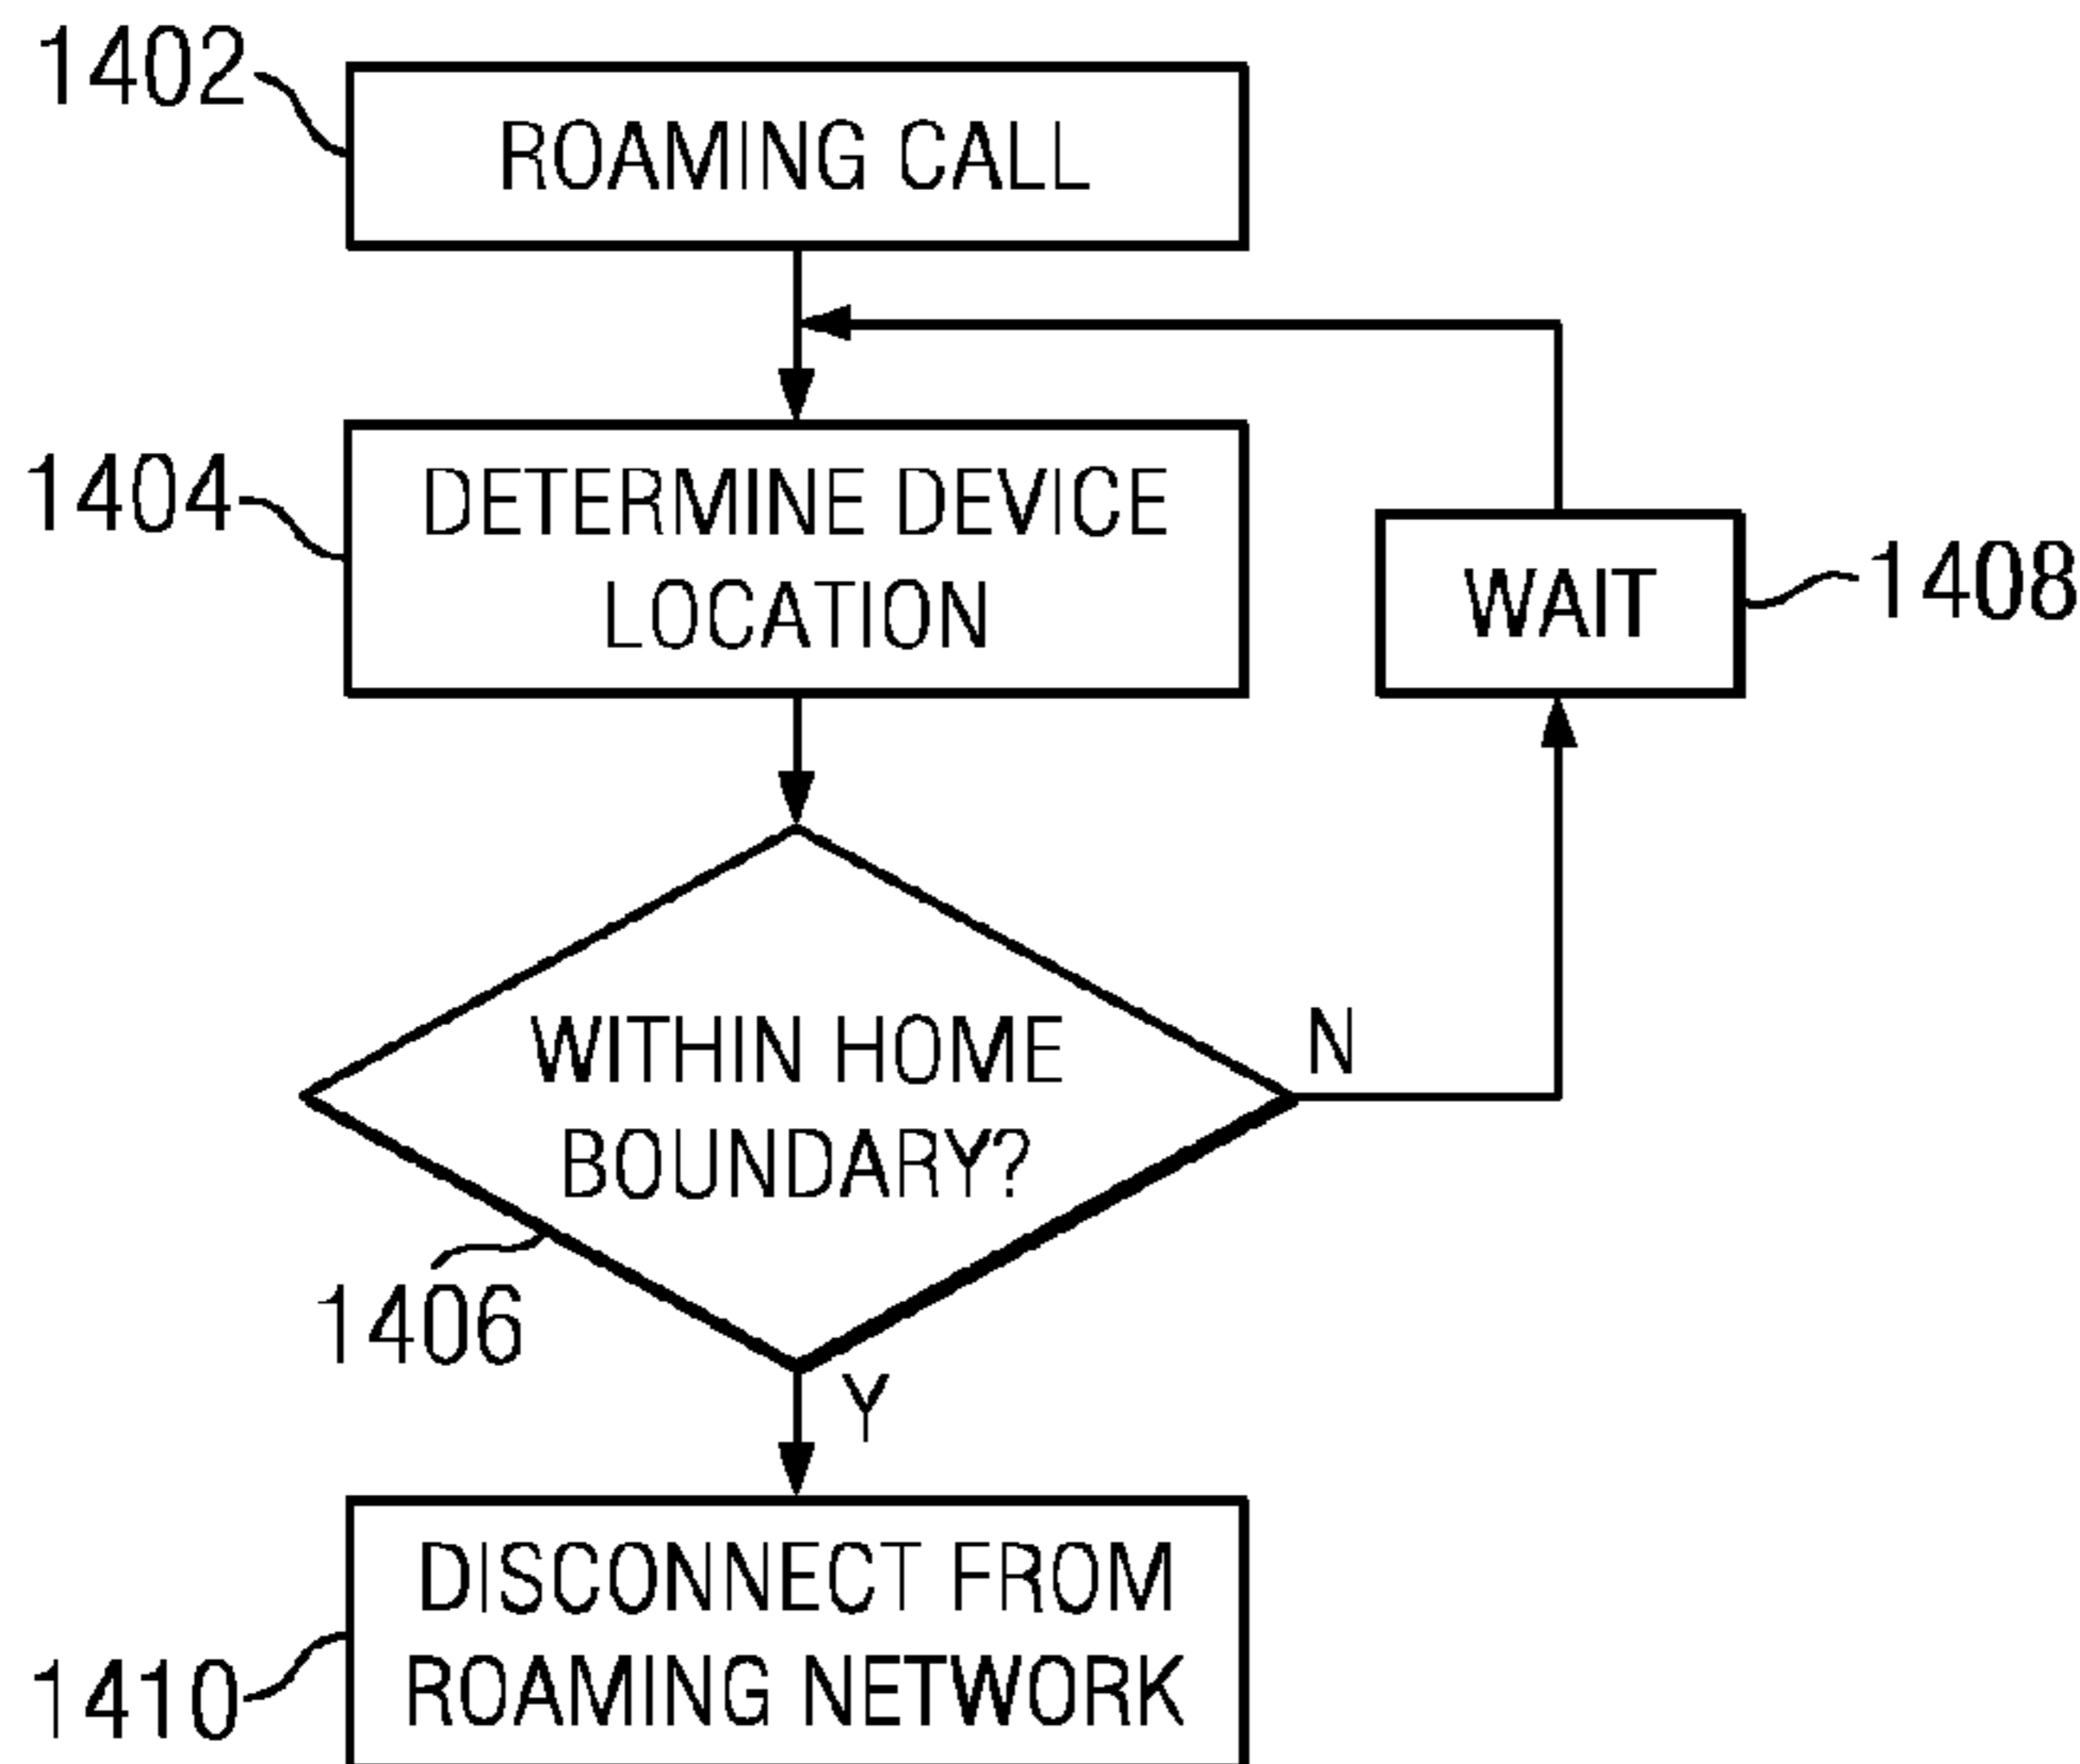 1402
ROAMING CALL
1404
DETERMINE DEVICE
LOCATION
WAIT
1408
WITHIN HOME
BOUNDARY?
N
1406
Y
DISCONNECT FROM
ROAMING NETWORK
1410